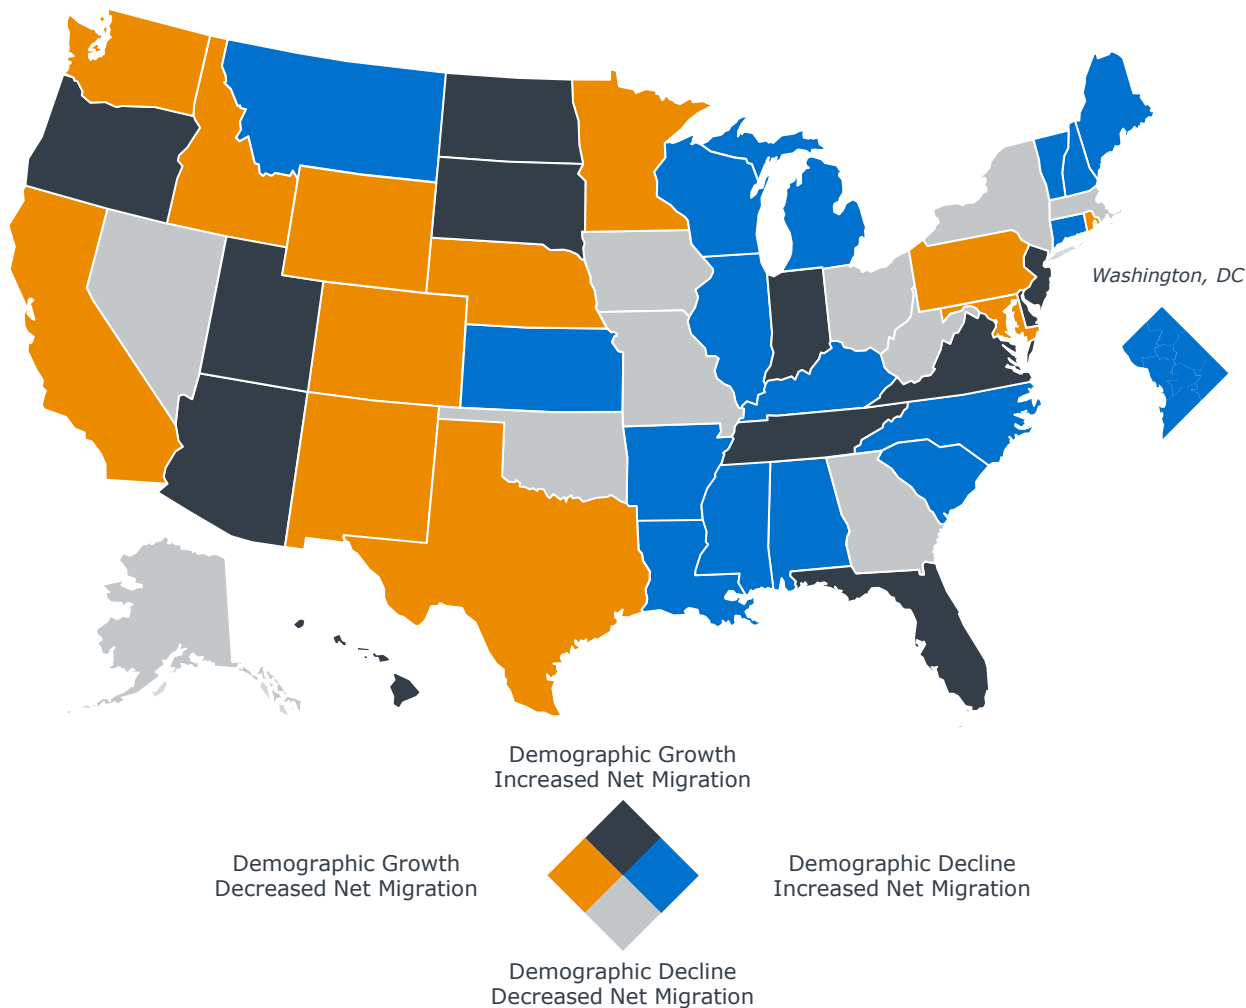 Washington, DC
Demographic Growth
Increased Net Migration
Demographic Growth
Decreased Net Migration
Demographic Decline
Increased Net Migration
Demographic Decline
Decreased Net Migration